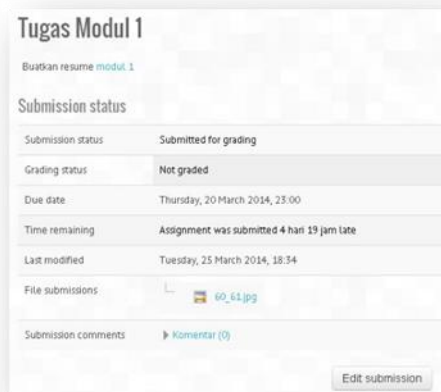 Tugas Modul 1
Buatkan resume modul 1
Submission status
Submission status Submitted for grading
Grading status Not graded
Due date Thursday, 20 March 2014, 23:00
Time remaining Assignment was submitted 4 hari 19 jam late
Last modified Tuesday, 25 March 2014, 18:34
File submissions 60_61.jpg
Submission comments Komentar (0)
Edit submission